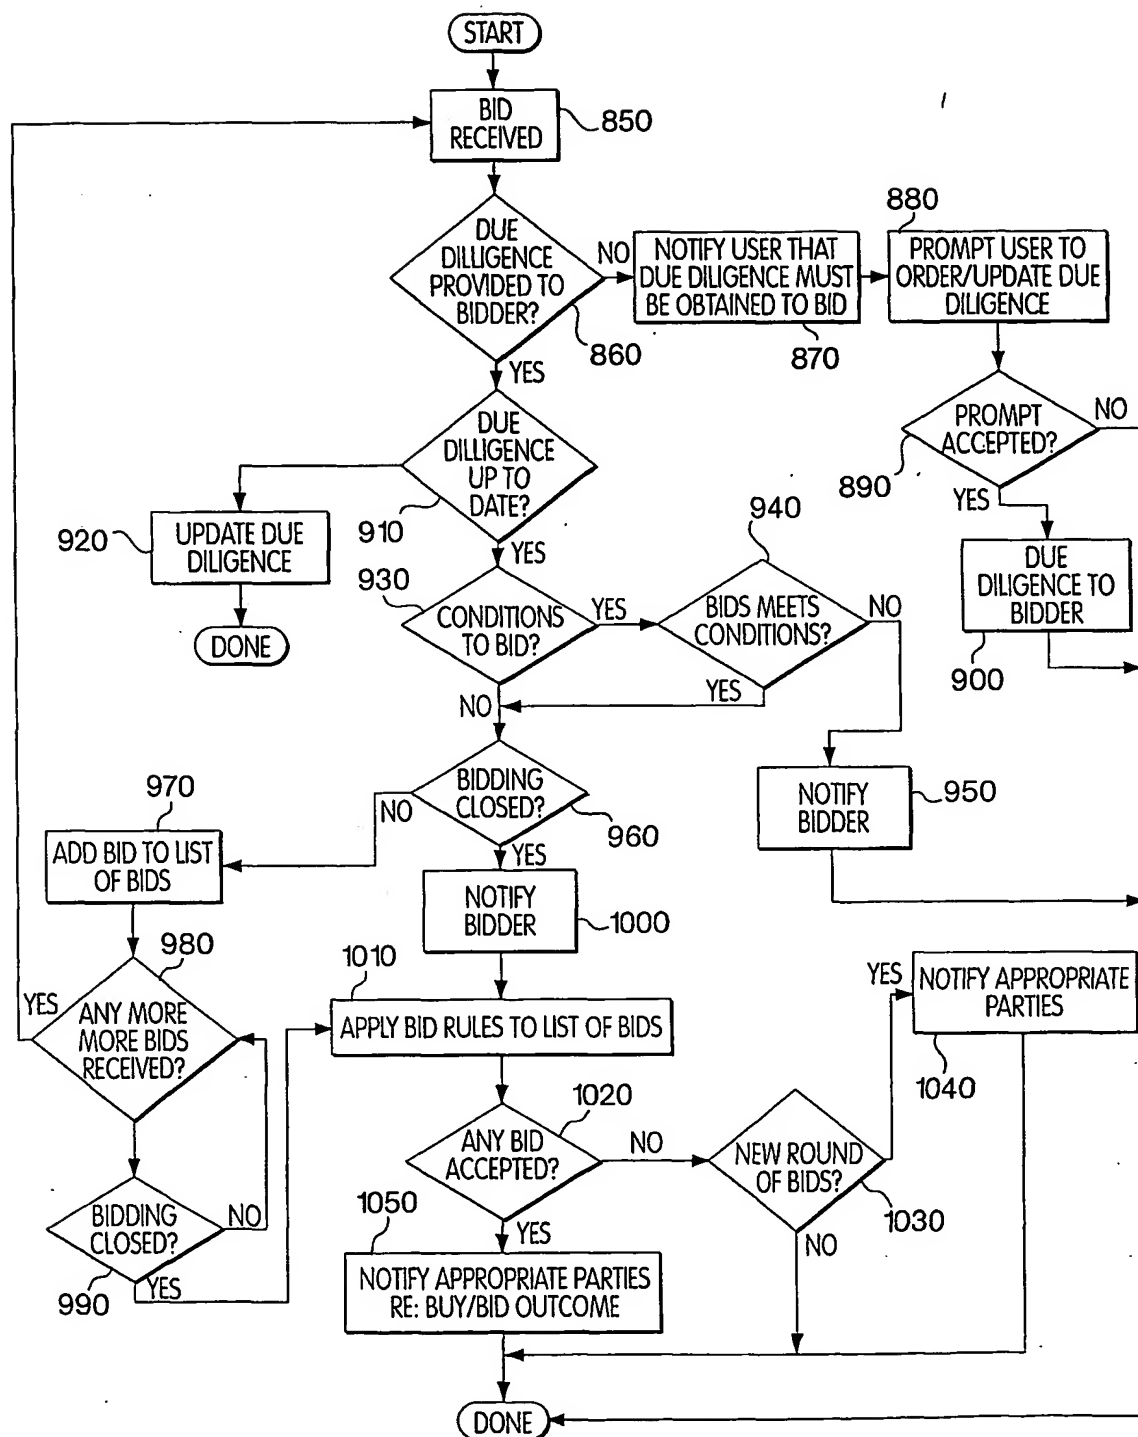 START
BID
RECEIVED
850
DUE
DILLIGENCE
PROVIDED TO
BIDDER?
860
NO
NOTIFY USER THAT
DUE DILIGENCE MUST
BE OBTAINED TO BID
870
880
PROMPT USER TO
ORDER/UPDATE DUE
DILIGENCE
YES
PROMPT
ACCEPTED?
NO
890
YES
DUE
DILLIGENCE
UP TO
DATE?
910
920
UPDATE DUE
DILIGENCE
DONE
YES
DUE
DILIGENCE TO
BIDDER
900
930
CONDITIONS
TO BID?
YES
940
BIDS MEETS
CONDITIONS?
NO
YES
NO
NOTIFY
BIDDER
950
BIDDING
CLOSED?
960
NO
970
ADD BID TO LIST
OF BIDS
YES
NOTIFY
BIDDER
1000
980
YES
ANY MORE
MORE BIDS
RECEIVED?
1010
APPLY BID RULES TO LIST OF BIDS
YES
NOTIFY APPROPRIATE
PARTIES
1040
1020
ANY BID
ACCEPTED?
NO
NEW ROUND
OF BIDS?
1030
NO
BIDDING
CLOSED?
NO
990
YES
1050
YES
NOTIFY APPROPRIATE PARTIES
RE: BUY/BID OUTCOME
DONE